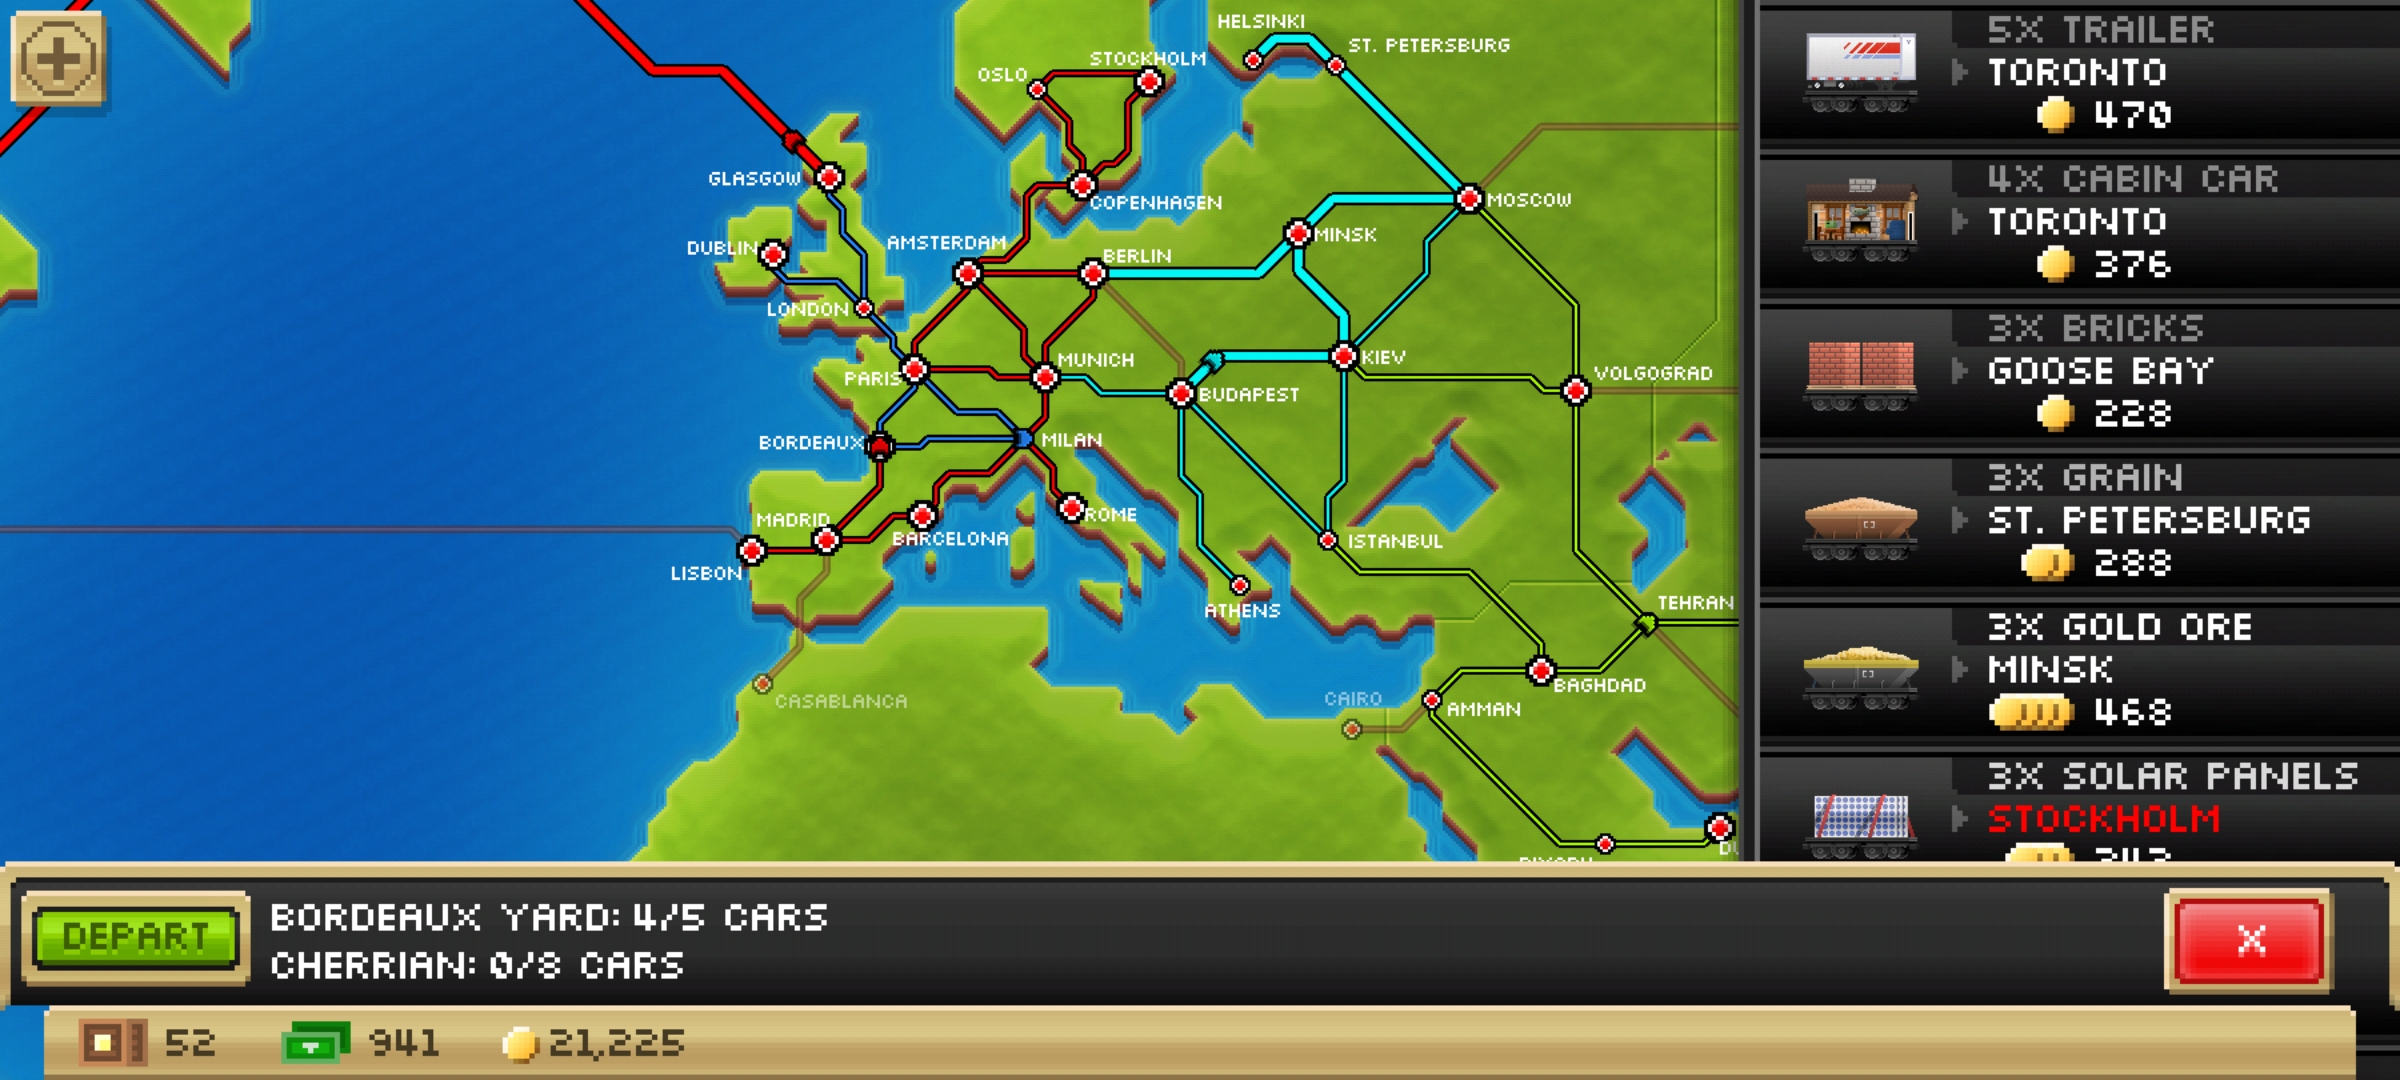 HELSINKI
ST. PETERSBURG
STOCKHOLM
OSLO
GLASGOW
COPENHAGEN
MOSCOW
MINSK
DUBLIN
AMSTERDAM
BERLIN
LONDON
MUNICH
KIEV
PARIS
VOLGOGRAD
BUDAPEST
BORDEAUX
MILAN
MADRID
ROME
BARCELONA
ISTANBUL
LISBON
ATHENS
TEHRAN
CASABLANCA
CAIRO
BAGHDAD
AMMAN
5X TRAILER
TORONTO
470
4X CABIN CAR
TORONTO
376
3X BRICKS
GOOSE BAY
228
3X GRAIN
ST. PETERSBURG
288
3X GOLD ORE
MINSK
468
3X SOLAR PANELS
STOCKHOLM
DEPART
BORDEAUX YARD: 4/5 CARS
CHERRIAN: 0/8 CARS
X
52
941
21,225